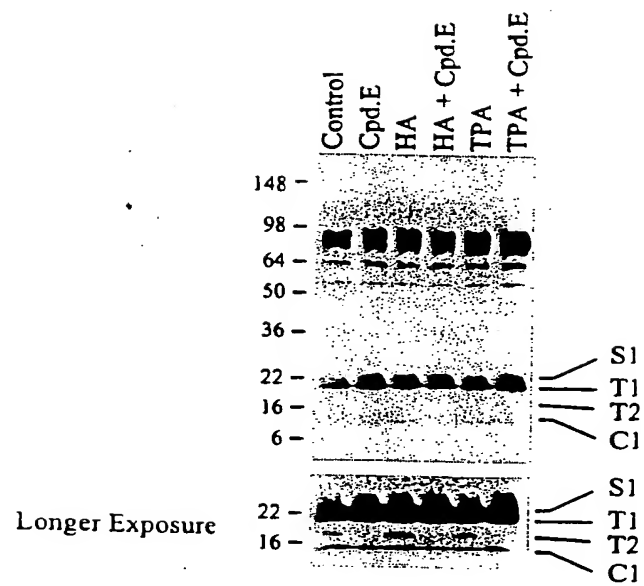 Control
Cpd.E
HA
HA + Cpd.E
TPA
TPA + Cpd.E
148 –
98 –
64 –
50 –
36 –
22 –
16 –
6 –
S1
T1
T2
C1
Longer Exposure
22 –
16 –
S1
T1
T2
C1